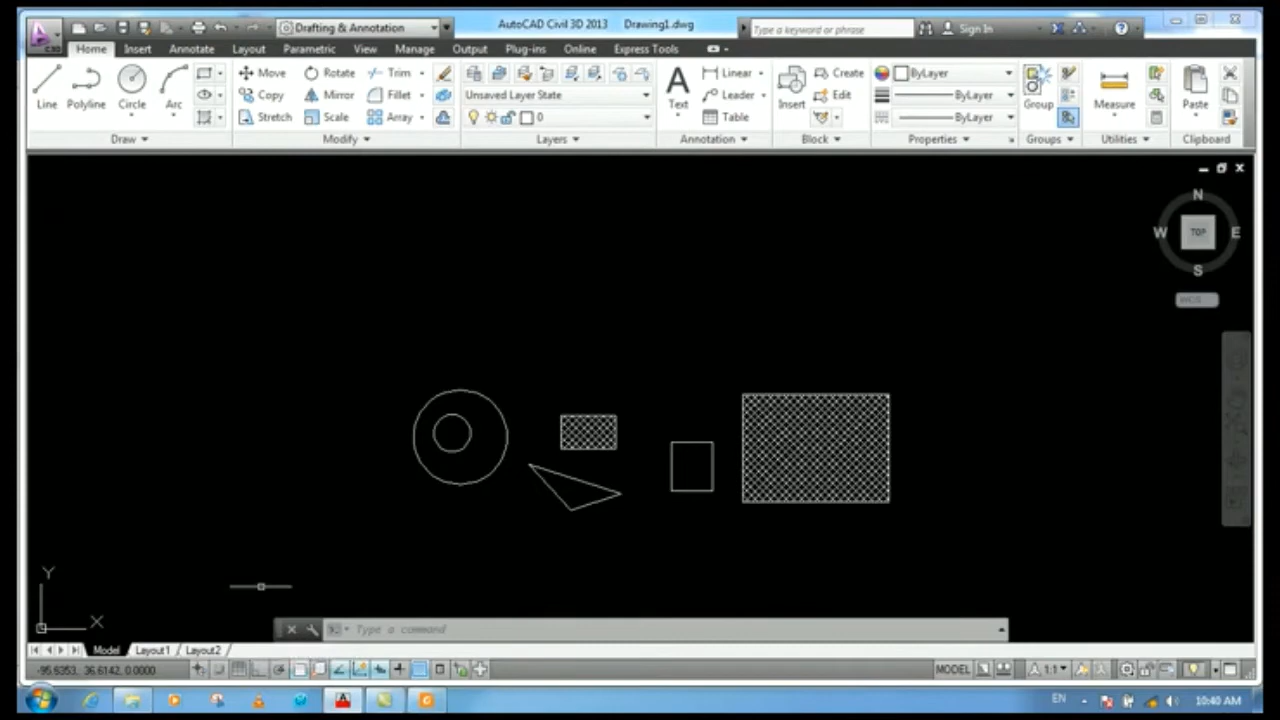 Drafting & Annotation AutoCAD Civil 3D 2013 Drawing1.dwg Type a keyword or phrase Sign In
C3D Home Insert Annotate Layout Parametric View Manage Output Plug-ins Online Express Tools
Move Rotate Trim Linear Create ByLayer
Line Polyline Circle Arc Copy Mirror Fillet Unsaved Layer State Text Leader Insert Edit ByLayer Group Measure Paste
Stretch Scale Array 0 Table ByLayer
Draw Modify Layers Annotation Block Properties Groups Utilities Clipboard
N
W TOP E
S
WCS
Y
X
Type a command
Model Layout1 Layout2
-95.6353, 36.6142, 0.0000 MODEL 1:1
EN 10:40 AM